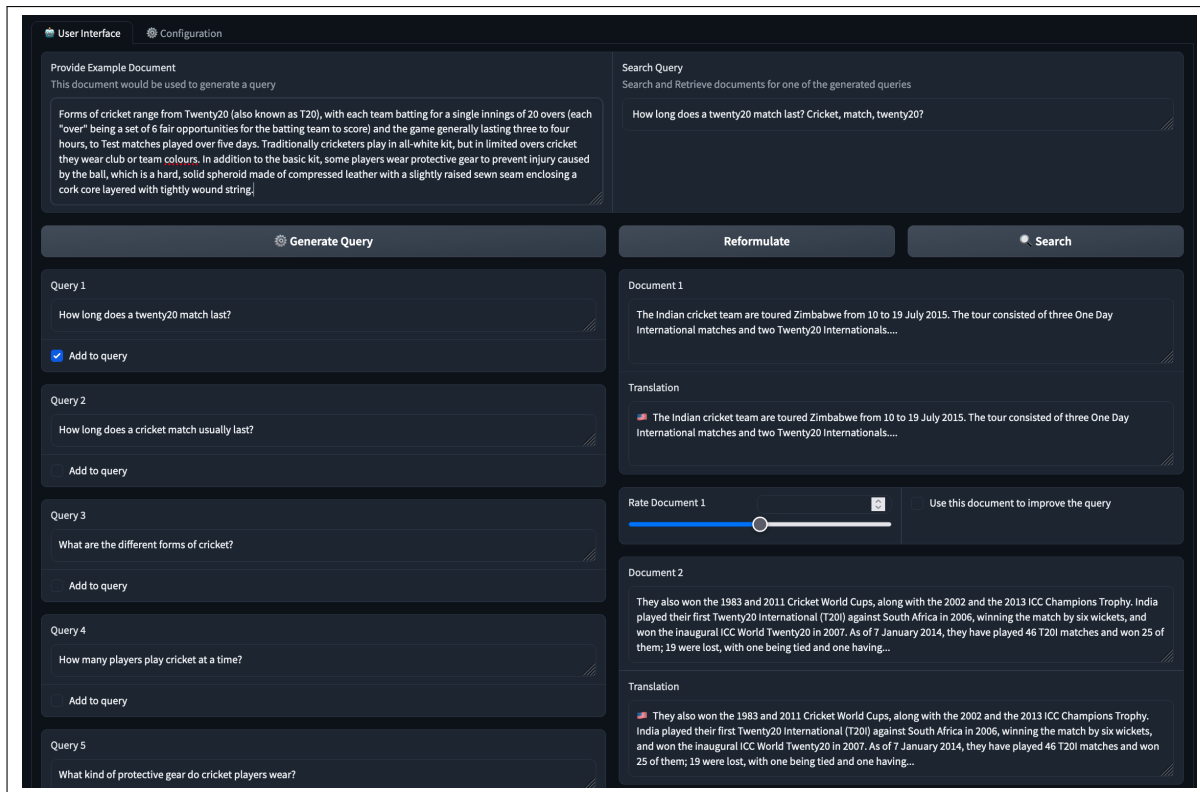 User Interface
Configuration
Provide Example Document
This document would be used to generate a query
Forms of cricket range from Twenty20 (also known as T20), with each team batting for a single innings of 20 overs (each
"over" being a set of 6 fair opportunities for the batting team to score) and the game generally lasting three to four
hours, to Test matches played over five days. Traditionally cricketers play in all-white kit, but in limited overs cricket
they wear club or team colours. In addition to the basic kit, some players wear protective gear to prevent injury caused
by the ball, which is a hard, solid spheroid made of compressed leather with a slightly raised sewn seam enclosing a
cork core layered with tightly wound string.
Search Query
Search and Retrieve documents for one of the generated queries
How long does a twenty20 match last? Cricket, match, twenty20?
Generate Query
Reformulate
Search
Query 1
How long does a twenty20 match last?
Add to query
Query 2
How long does a cricket match usually last?
Add to query
Query 3
What are the different forms of cricket?
Add to query
Query 4
How many players play cricket at a time?
Add to query
Query 5
What kind of protective gear do cricket players wear?
Document 1
The Indian cricket team are toured Zimbabwe from 10 to 19 July 2015. The tour consisted of three One Day
International matches and two Twenty20 Internationals....
Translation
The Indian cricket team are toured Zimbabwe from 10 to 19 July 2015. The tour consisted of three One Day
International matches and two Twenty20 Internationals....
Rate Document 1
Use this document to improve the query
Document 2
They also won the 1983 and 2011 Cricket World Cups, along with the 2002 and the 2013 ICC Champions Trophy. India
played their first Twenty20 International (T20I) against South Africa in 2006, winning the match by six wickets, and
won the inaugural ICC World Twenty20 in 2007. As of 7 January 2014, they have played 46 T20I matches and won 25 of
them; 19 were lost, with one being tied and one having...
Translation
They also won the 1983 and 2011 Cricket World Cups, along with the 2002 and the 2013 ICC Champions Trophy.
India played their first Twenty20 International (T20I) against South Africa in 2006, winning the match by six wickets,
and won the inaugural ICC World Twenty20 in 2007. As of 7 January 2014, they have played 46 T20I matches and won
25 of them; 19 were lost, with one being tied and one having...